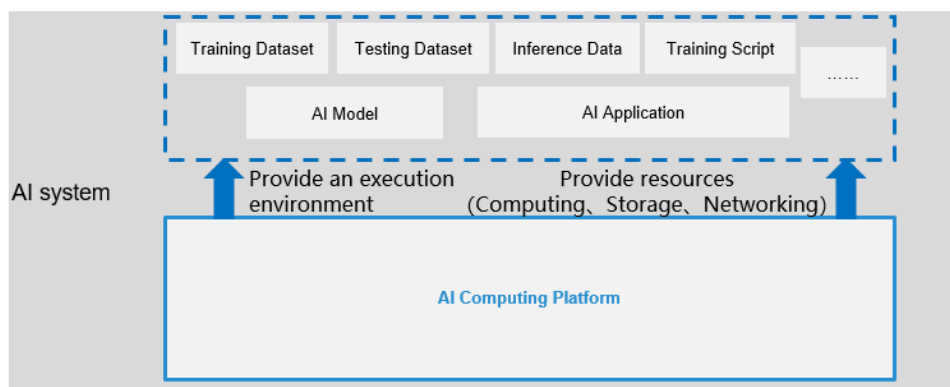 Training Dataset
Testing Dataset
Inference Data
Training Script
……
AI Model
AI Application
AI system
Provide an execution
environment
Provide resources
(Computing、Storage、Networking)
AI Computing Platform